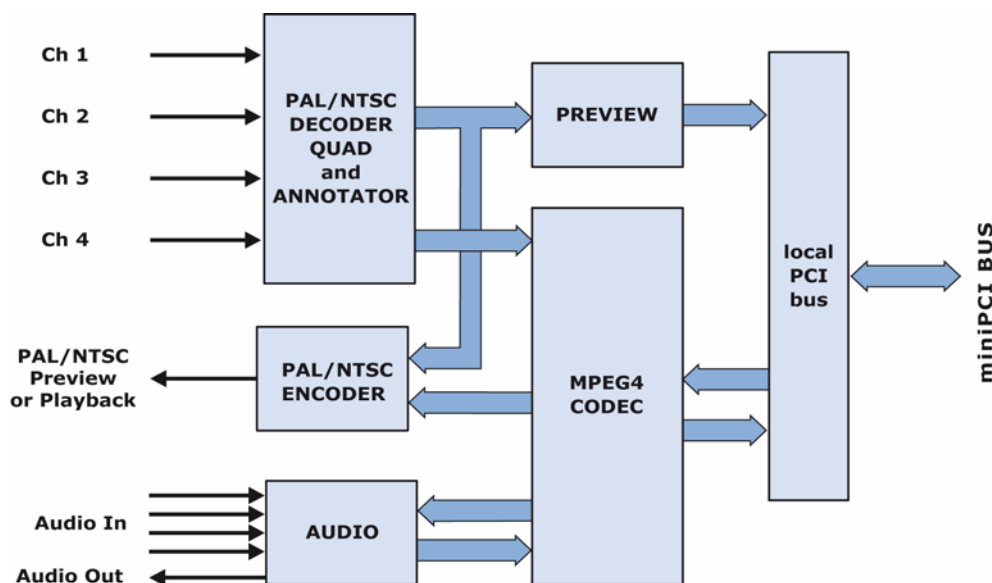 Ch 1
Ch 2
Ch 3
Ch 4
PAL/NTSC
DECODER
QUAD
and
ANNOTATOR
PREVIEW
local
PCI
bus
miniPCI BUS
PAL/NTSC
Preview
or Playback
PAL/NTSC
ENCODER
MPEG4
CODEC
Audio In
Audio Out
AUDIO